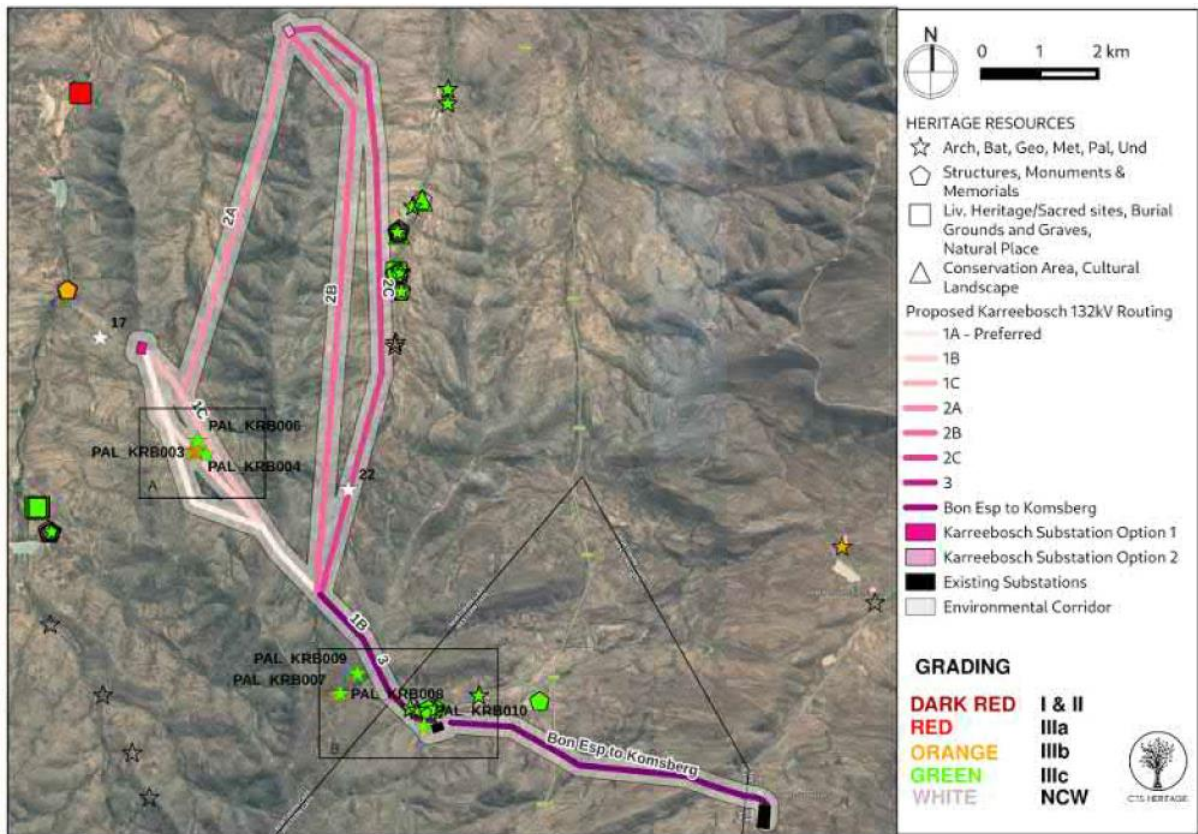 2A
2B
2C
17
1C
PAL_KRB006
PAL_KRB003
PAL_KRB004
A
22
1B
3
PAL_KRB009
PAL_KRB007
PAL_KRB008
PAL_KRB010
B
Bon Esp to Komsberg
N
0 1 2 km
HERITAGE RESOURCES
Arch, Bat, Geo, Met, Pal, Und
Structures, Monuments &
Memorials
Liv. Heritage/Sacred sites, Burial
Grounds and Graves,
Natural Place
Conservation Area, Cultural
Landscape
Proposed Karreebosch 132kV Routing
1A - Preferred
1B
1C
2A
2B
2C
3
Bon Esp to Komsberg
Karreebosch Substation Option 1
Karreebosch Substation Option 2
Existing Substations
Environmental Corridor
GRADING
DARK RED I & II
RED IIIa
ORANGE IIIb
GREEN IIIc
WHITE NCW
CTS HERITAGE